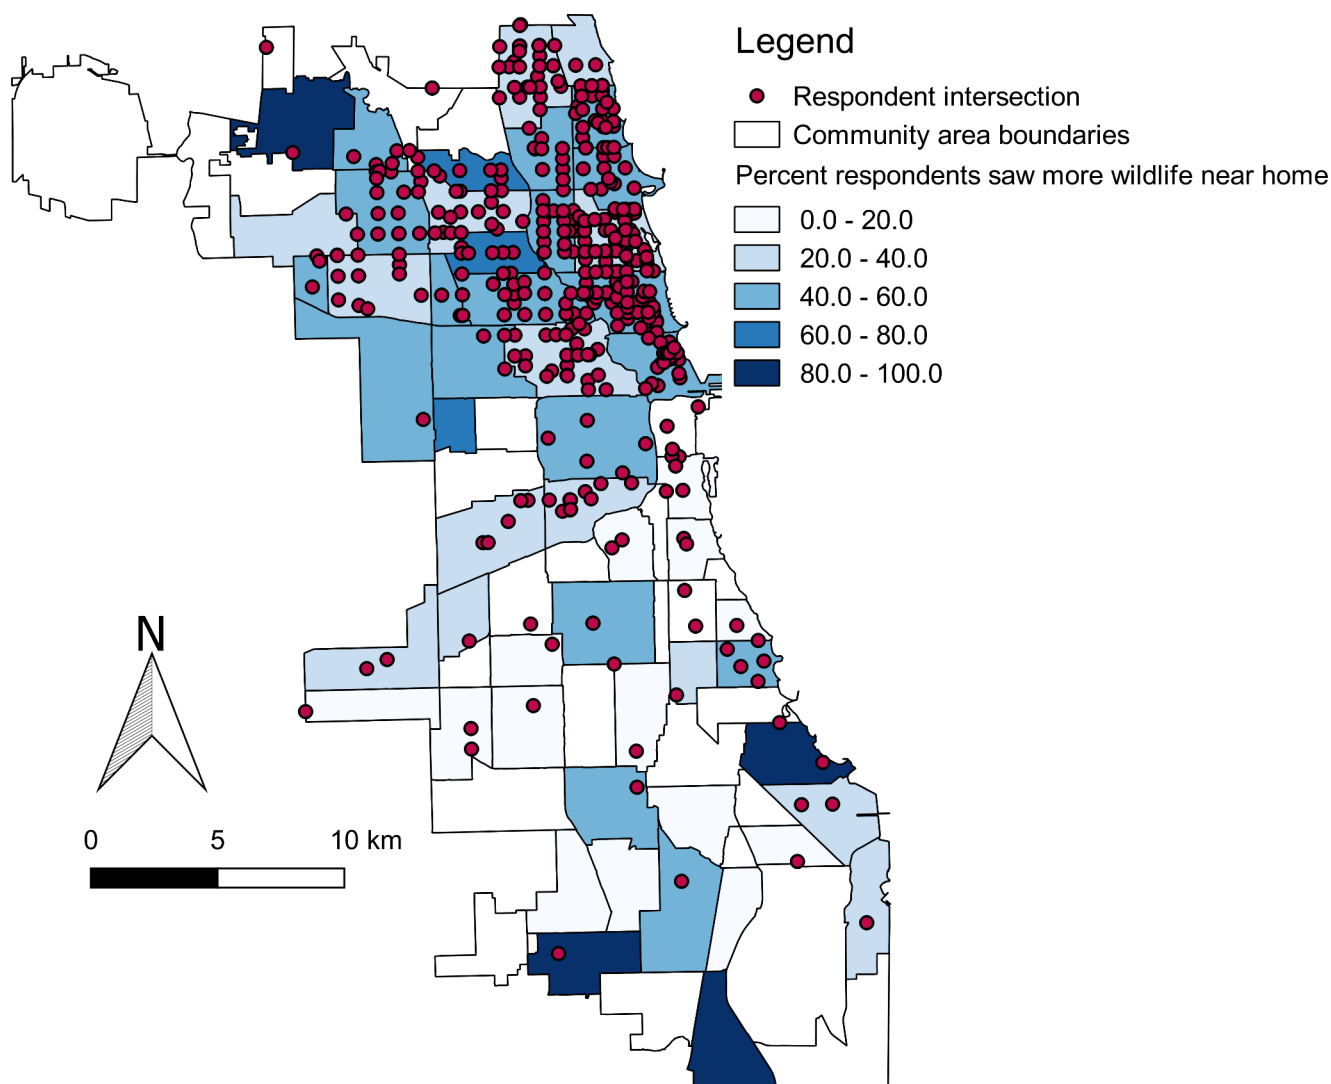 Legend
Respondent intersection
Community area boundaries
Percent respondents saw more wildlife near home
0.0 - 20.0
20.0 - 40.0
40.0 - 60.0
60.0 - 80.0
80.0 - 100.0
N
0 5 10 km